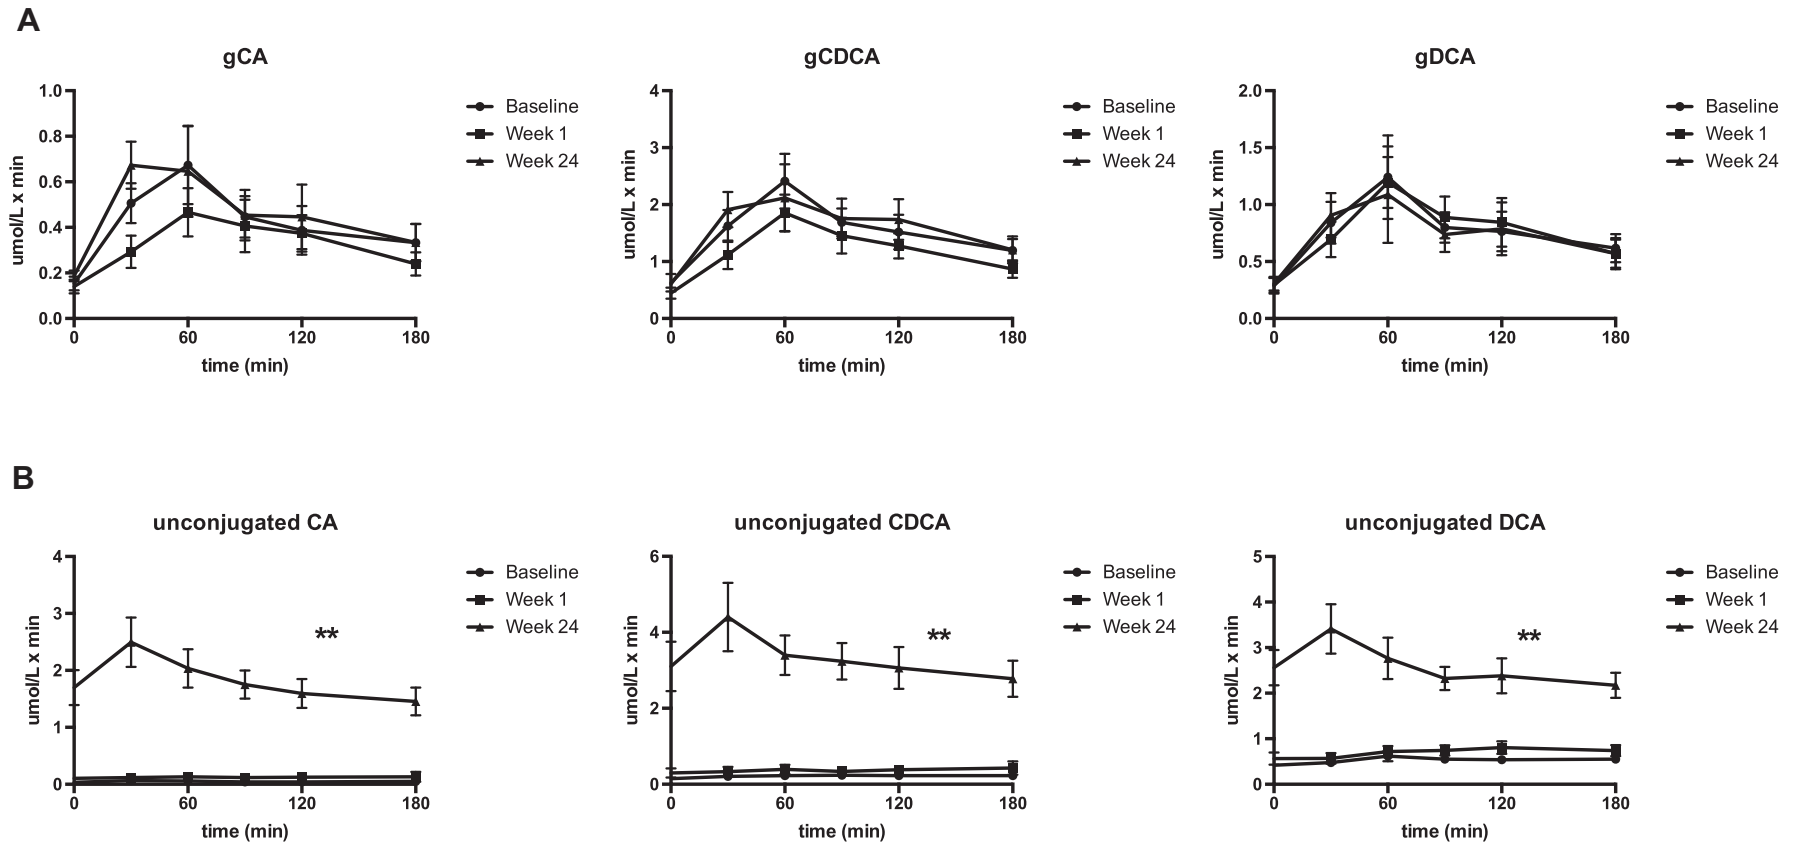 A
gCA
1.0
0.8
0.6
0.4
0.2
0.0
umol/L x min
0 60 120 180
time (min)
Baseline
Week 1
Week 24
gCDCA
4
3
2
1
0
umol/L x min
0 60 120 180
time (min)
Baseline
Week 1
Week 24
gDCA
2.0
1.5
1.0
0.5
0.0
umol/L x min
0 60 120 180
time (min)
Baseline
Week 1
Week 24
B
unconjugated CA
4
3
2
1
0
umol/L x min
0 60 120 180
time (min)
**
Baseline
Week 1
Week 24
unconjugated CDCA
6
4
2
0
umol/L x min
0 60 120 180
time (min)
**
Baseline
Week 1
Week 24
unconjugated DCA
5
4
3
2
1
0
umol/L x min
0 60 120 180
time (min)
**
Baseline
Week 1
Week 24